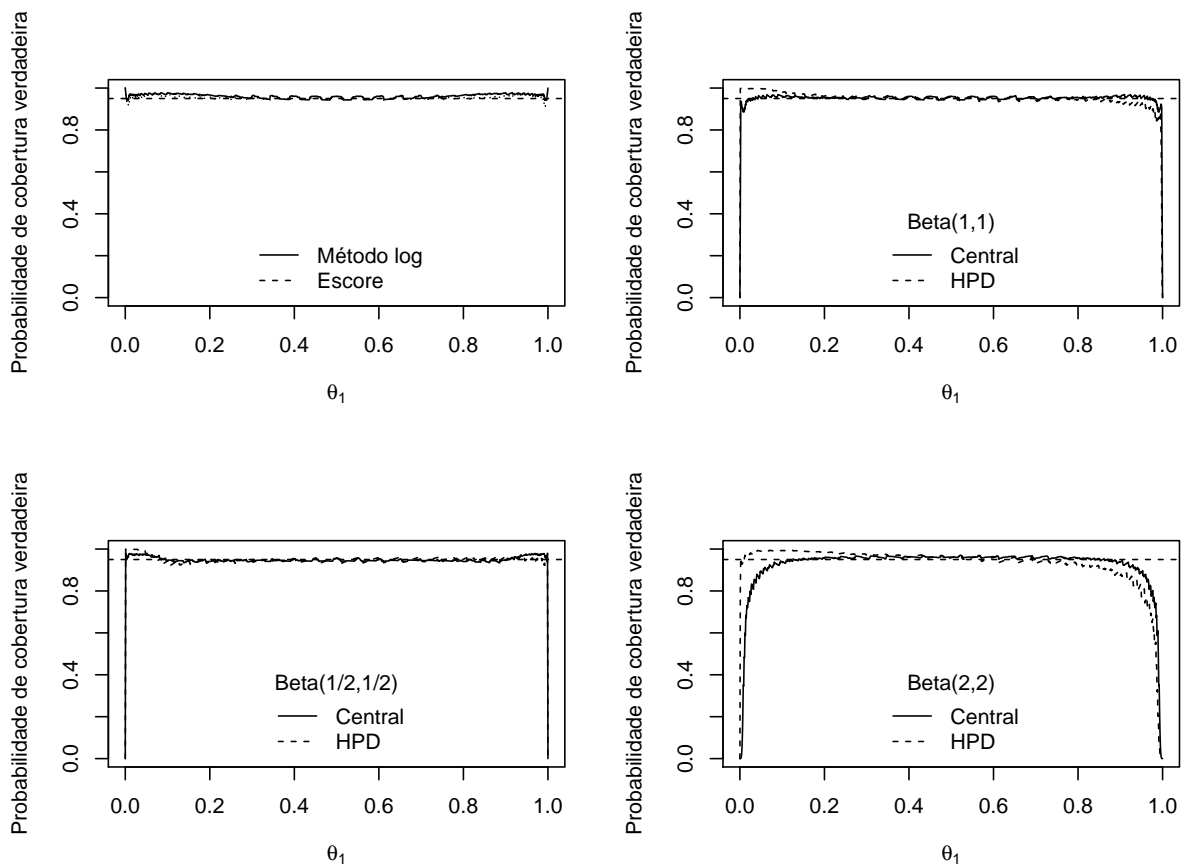 Probabilidade de cobertura verdadeira
0.0 0.4 0.8
Método log
Escore
0.0 0.2 0.4 0.6 0.8 1.0
θ1
Probabilidade de cobertura verdadeira
0.0 0.4 0.8
Beta(1,1)
Central
HPD
0.0 0.2 0.4 0.6 0.8 1.0
θ1
Probabilidade de cobertura verdadeira
0.0 0.4 0.8
Beta(1/2,1/2)
Central
HPD
0.0 0.2 0.4 0.6 0.8 1.0
θ1
Probabilidade de cobertura verdadeira
0.0 0.4 0.8
Beta(2,2)
Central
HPD
0.0 0.2 0.4 0.6 0.8 1.0
θ1